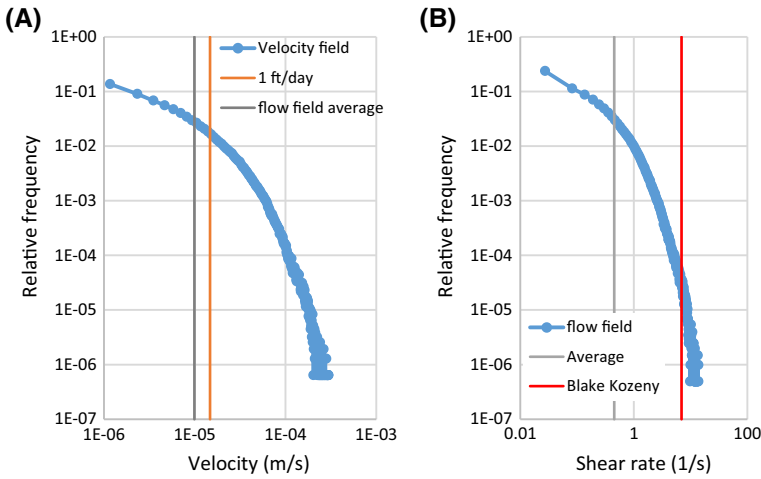 (A)
Relative frequency
1E+00
1E-01
1E-02
1E-03
1E-04
1E-05
1E-06
1E-07
1E-06
1E-05
1E-04
1E-03
Velocity (m/s)
Velocity field
1 ft/day
flow field average
(B)
Relative frequency
1E+00
1E-01
1E-02
1E-03
1E-04
1E-05
1E-06
1E-07
0.01
1
100
Shear rate (1/s)
flow field
Average
Blake Kozeny